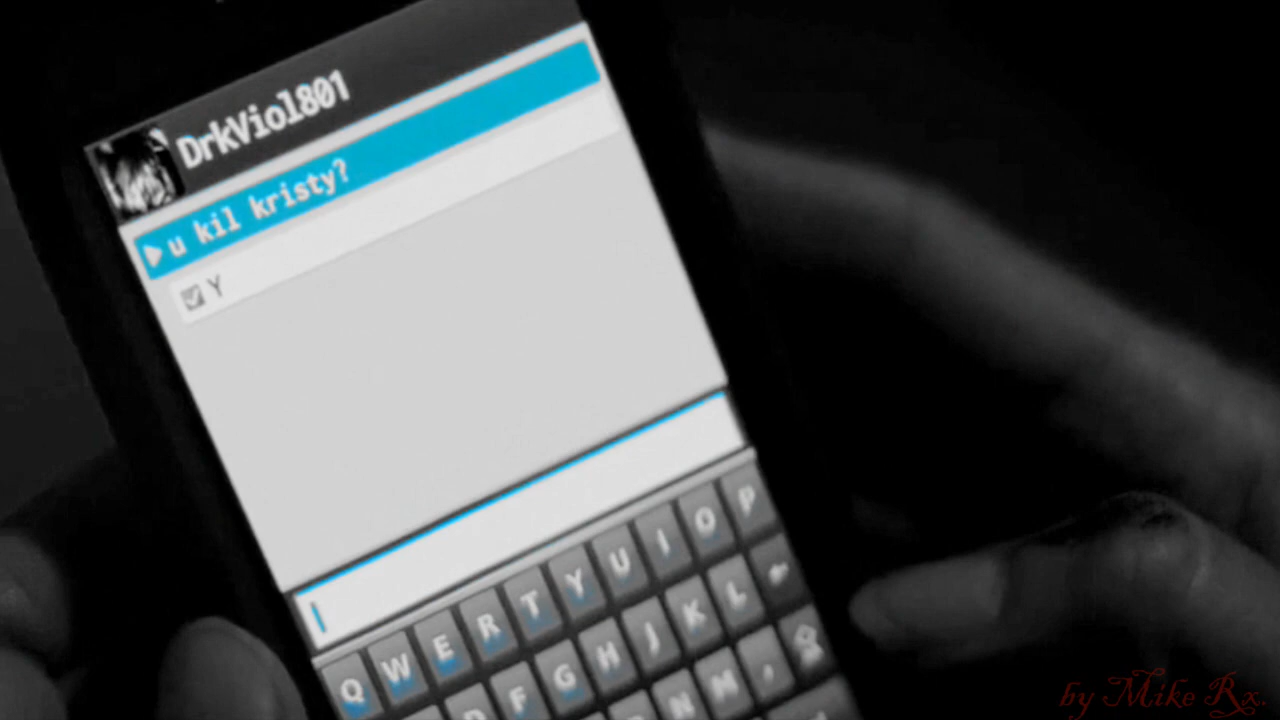 DrkViol801
u kil kristy?
Y
Q W E R T Y U I O P
D F G H J K L
N M ,
by Mike Rx.